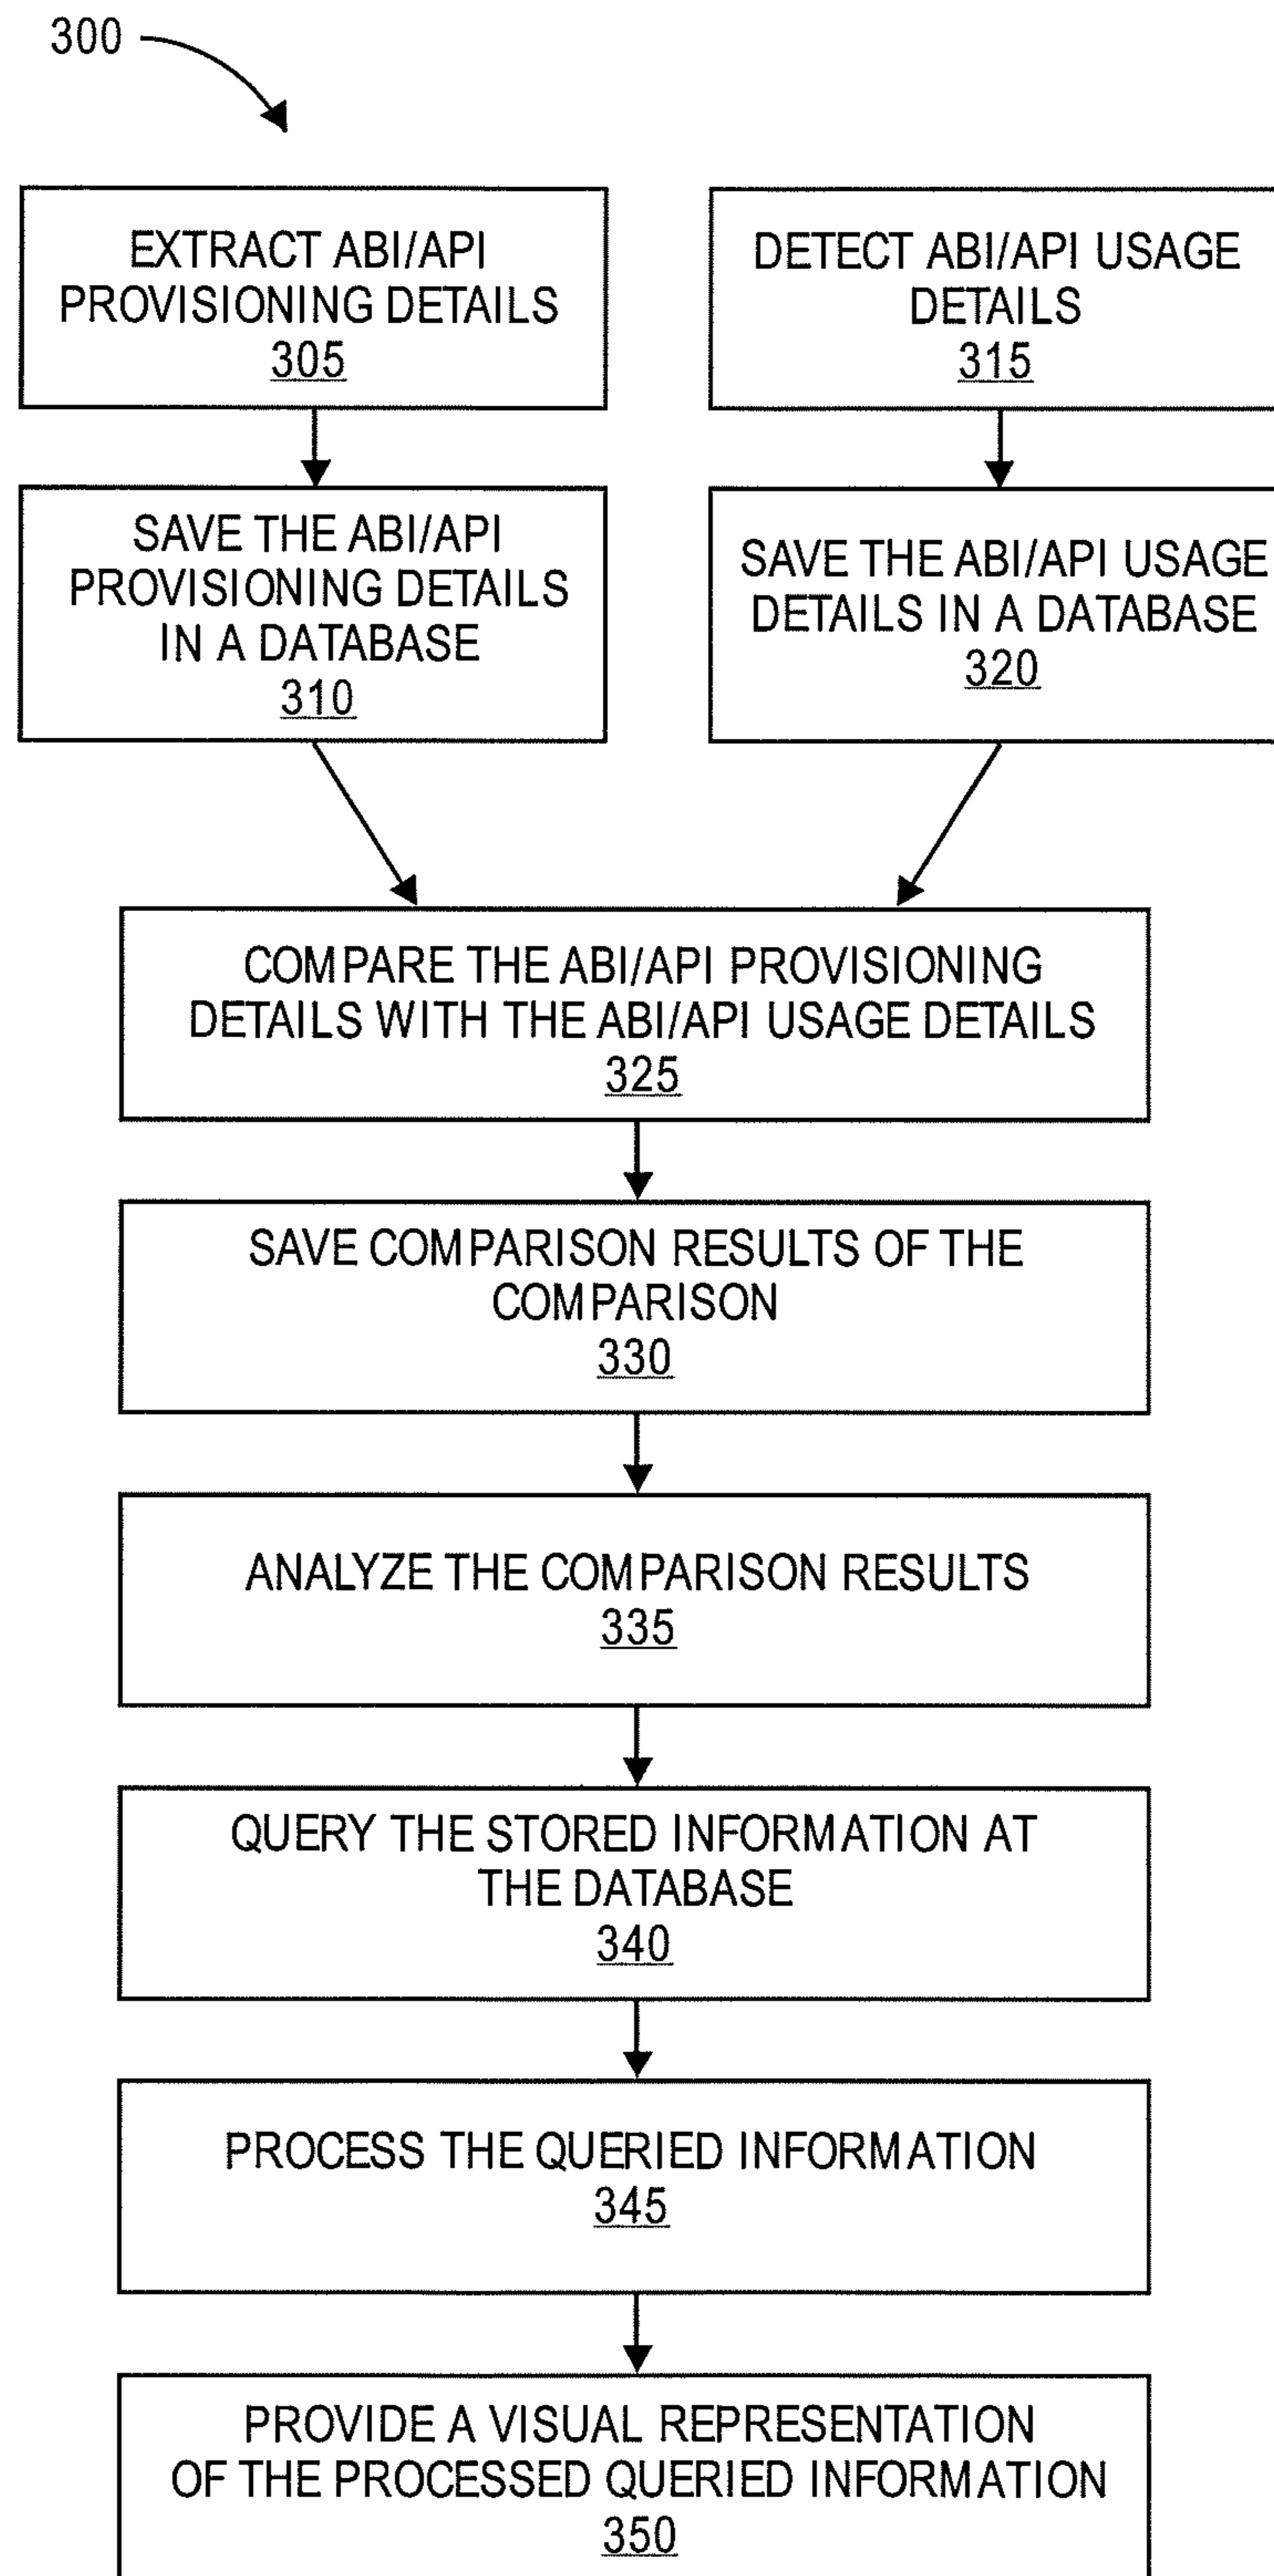 300
EXTRACT ABI/API
PROVISIONING DETAILS
305
DETECT ABI/API USAGE
DETAILS
315
SAVE THE ABI/API
PROVISIONING DETAILS
IN A DATABASE
310
SAVE THE ABI/API USAGE
DETAILS IN A DATABASE
320
COMPARE THE ABI/API PROVISIONING
DETAILS WITH THE ABI/API USAGE DETAILS
325
SAVE COMPARISON RESULTS OF THE
COMPARISON
330
ANALYZE THE COMPARISON RESULTS
335
QUERY THE STORED INFORMATION AT
THE DATABASE
340
PROCESS THE QUERIED INFORMATION
345
PROVIDE A VISUAL REPRESENTATION
OF THE PROCESSED QUERIED INFORMATION
350